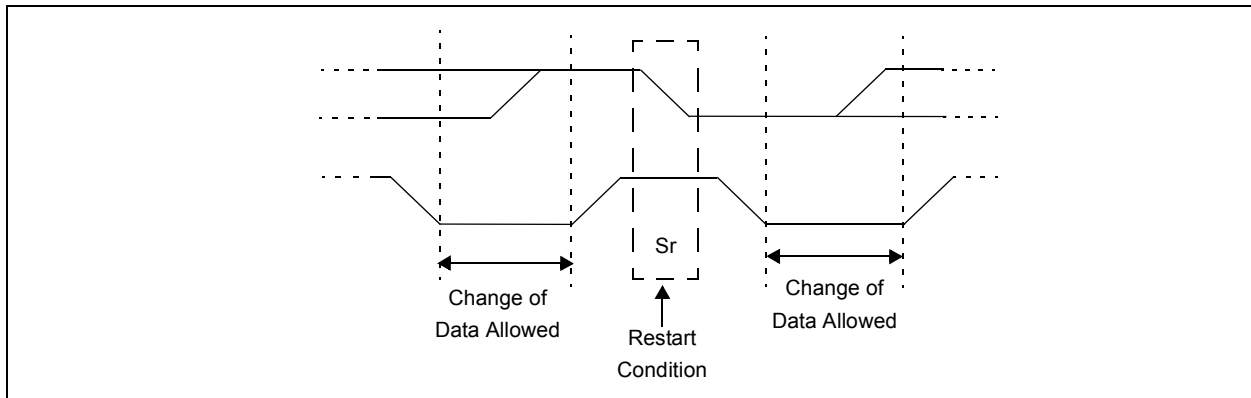 Sr
Change of
Data Allowed
Restart
Condition
Change of
Data Allowed